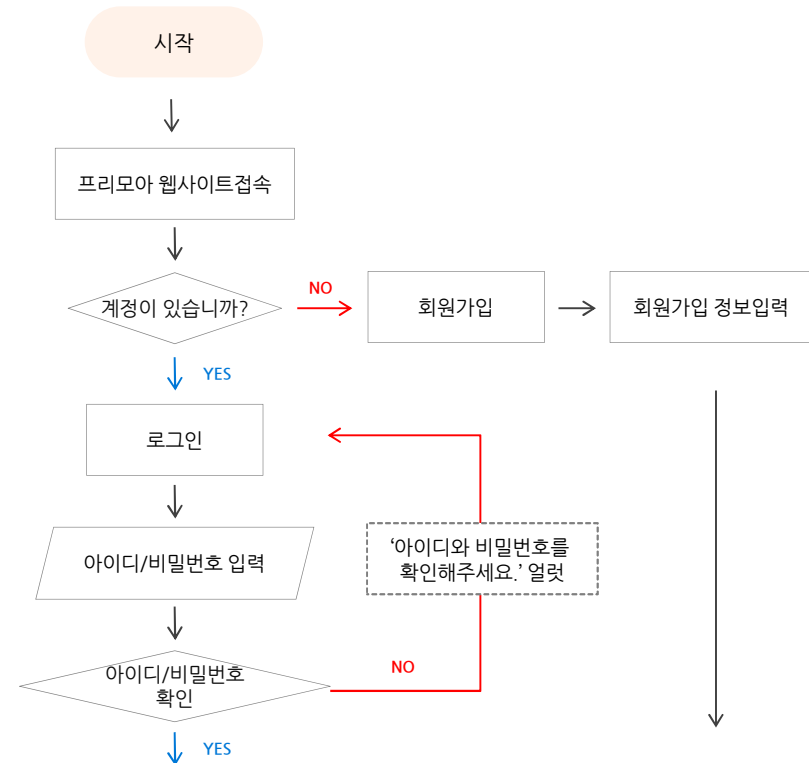 시작
프리모아 웹사이트접속
계정이 있습니까?
NO
회원가입
회원가입 정보입력
YES
로그인
아이디/비밀번호 입력
‘아이디와 비밀번호를
확인해주세요.’ 얼럿
아이디/비밀번호
확인
NO
YES